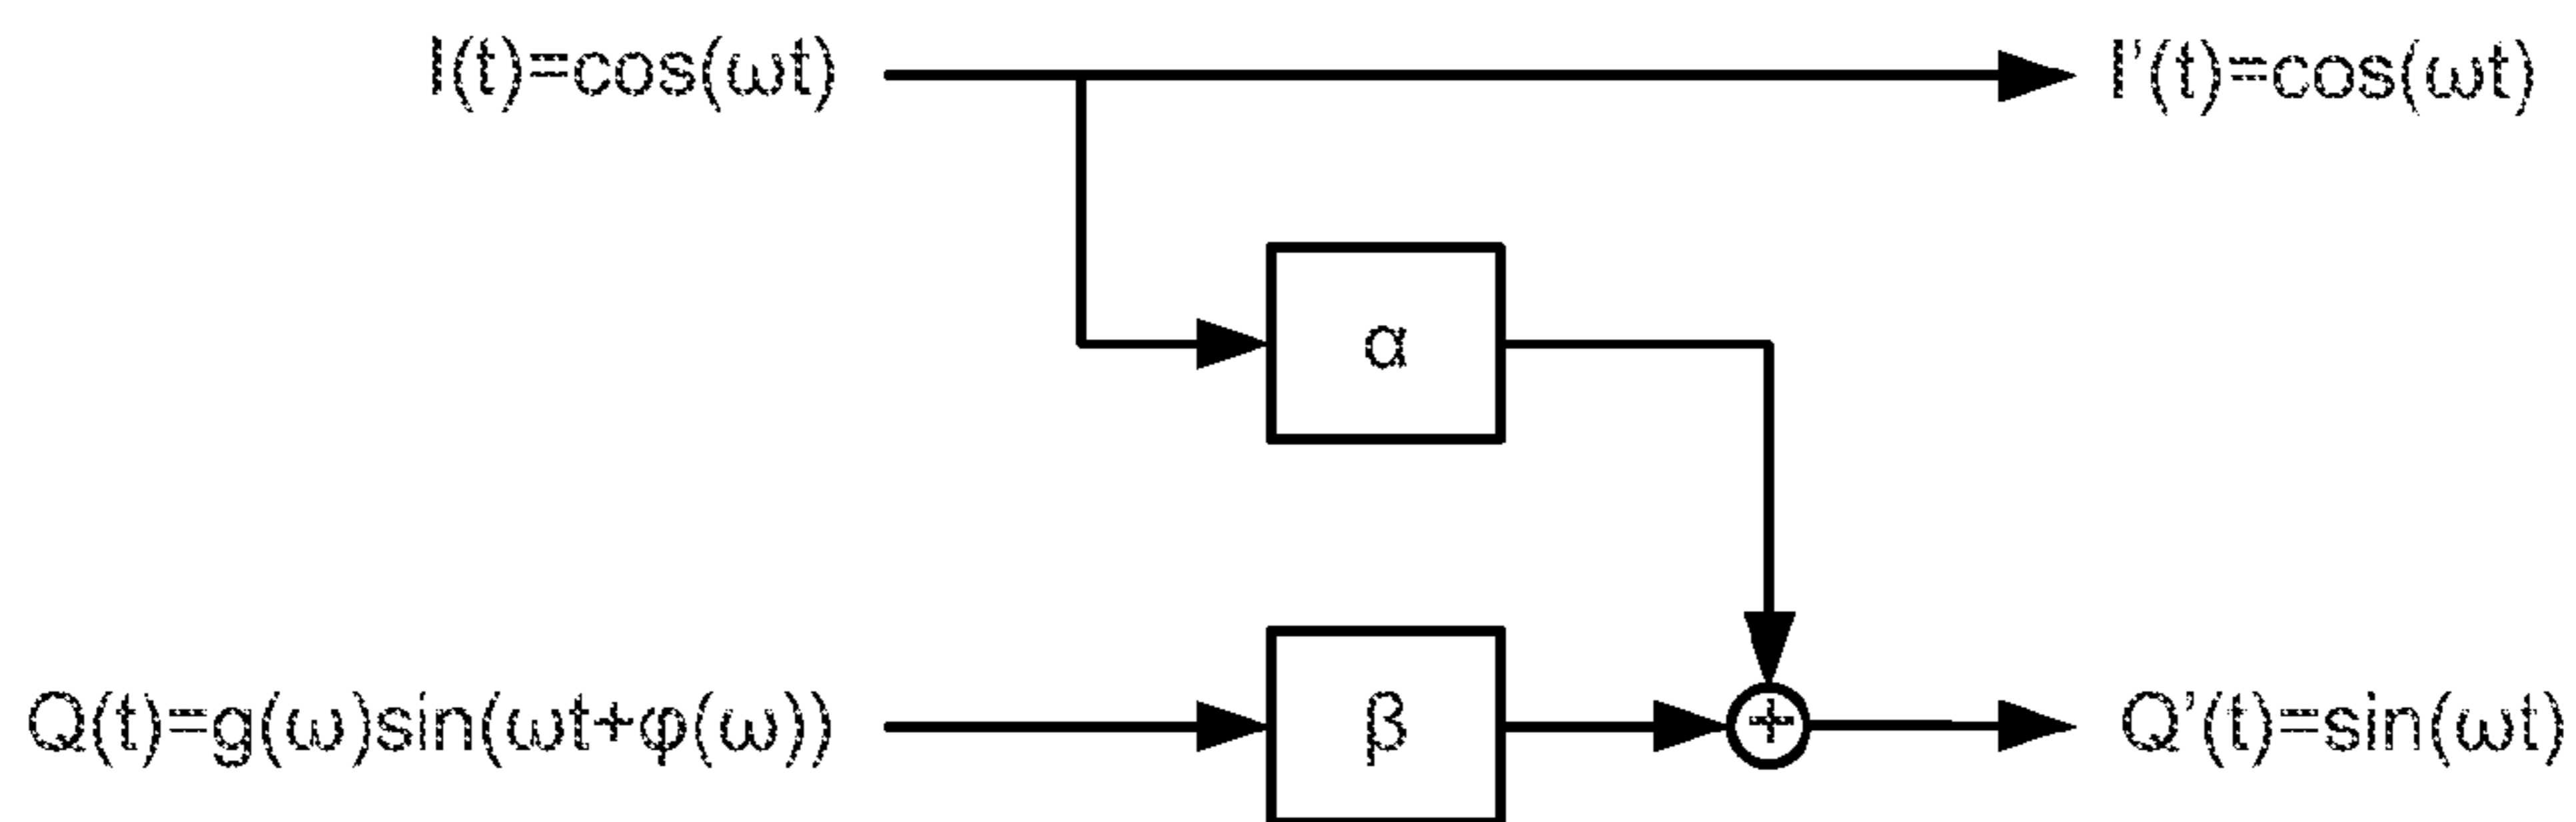 I(t)=cos(ωt)
I'(t)=cos(ωt)
α
Q(t)=g(ω)sin(ωt+φ(ω))
β
+
Q'(t)=sin(ωt)